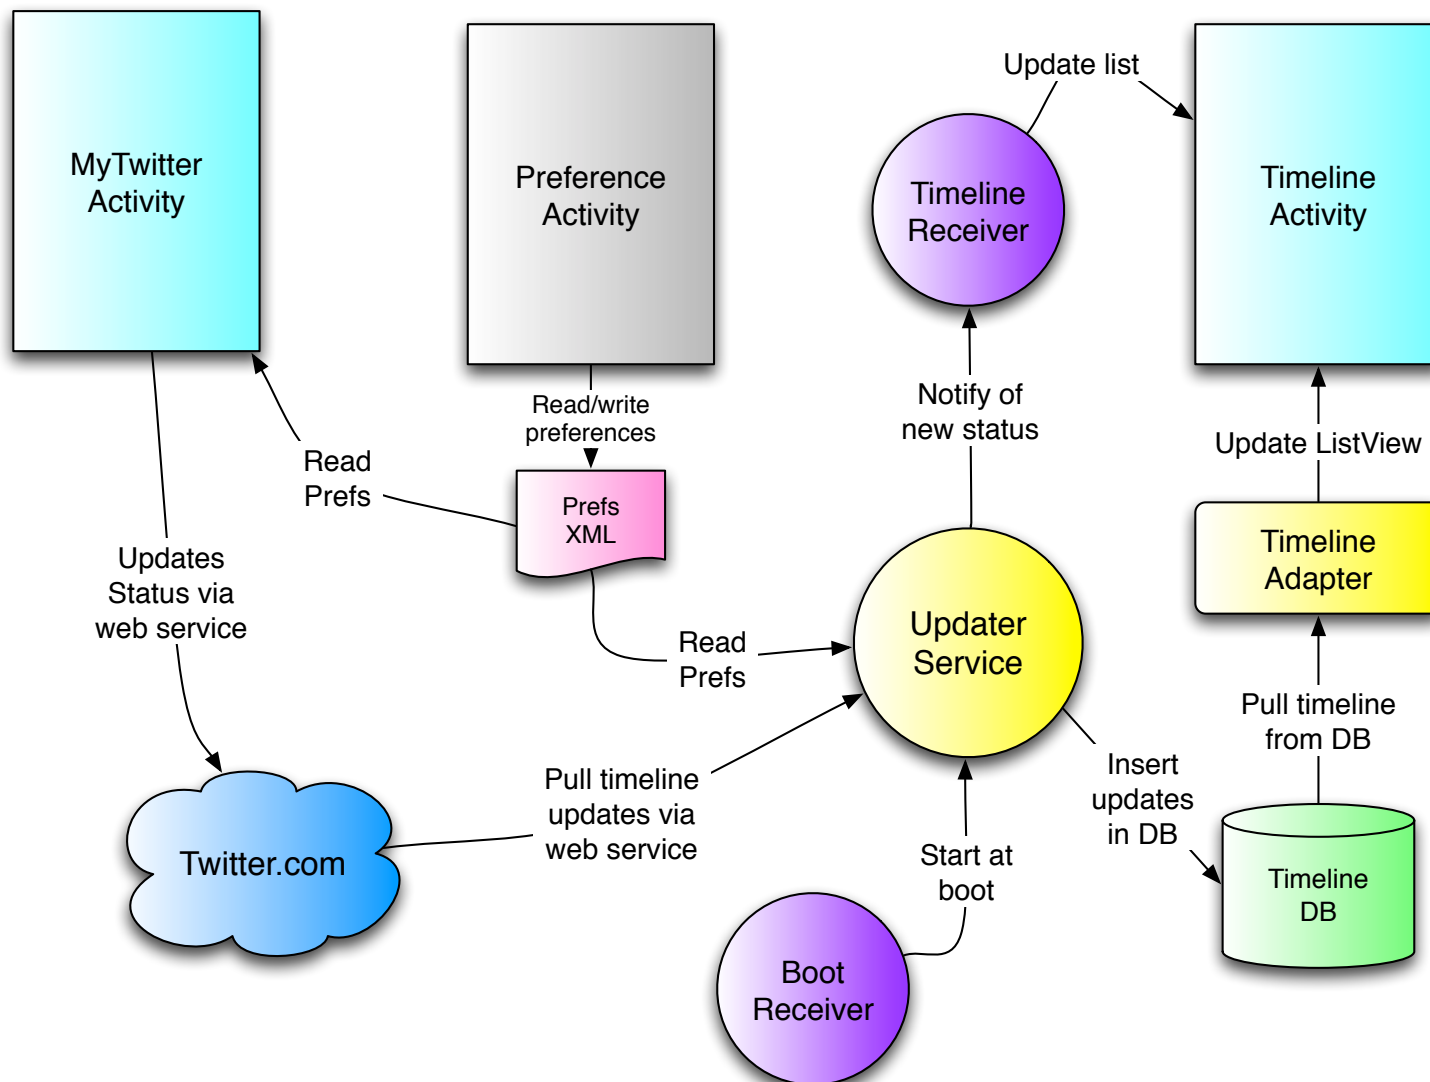 MyTwitter
Activity
Preference
Activity
Update list
Timeline
Receiver
Timeline
Activity
Read/write
preferences
Notify of
new status
Update ListView
Read
Prefs
Prefs
XML
Timeline
Adapter
Updates
Status via
web service
Read
Prefs
Updater
Service
Pull timeline
from DB
Pull timeline
updates via
web service
Insert
updates
in DB
Twitter.com
Start at
boot
Timeline
DB
Boot
Receiver